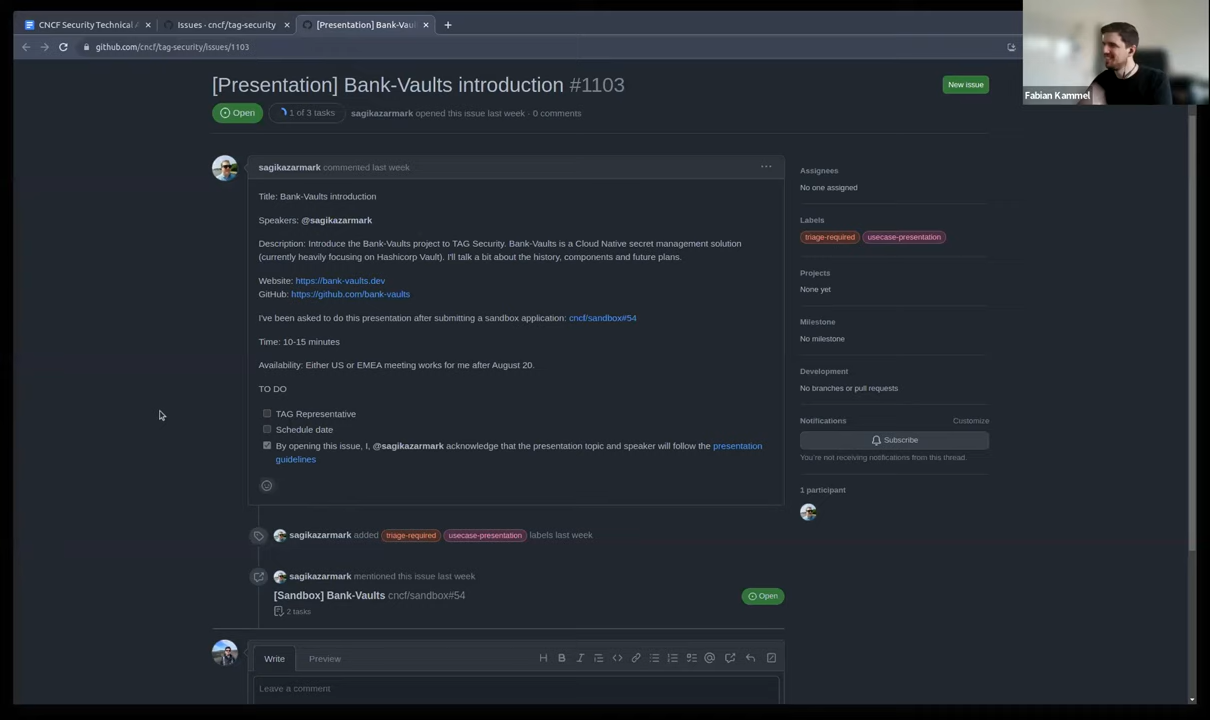 CNCF Security Technical
Issues · cncf/tag-security
[Presentation] Bank-Vau
github.com/cncf/tag-security/issues/1103
Fabian Kammel
[Presentation] Bank-Vaults introduction #1103
New issue
Open
1 of 3 tasks
sagikazarmark opened this issue last week · 0 comments
sagikazarmark commented last week
Title: Bank-Vaults introduction
Speakers: @sagikazarmark
Description: Introduce the Bank-Vaults project to TAG Security. Bank-Vaults is a Cloud Native secret management solution
(currently heavily focusing on Hashicorp Vault). I'll talk a bit about the history, components and future plans.
Website: https://bank-vaults.dev
GitHub: https://github.com/bank-vaults
I've been asked to do this presentation after submitting a sandbox application: cncf/sandbox#54
Time: 10-15 minutes
Availability: Either US or EMEA meeting works for me after August 20.
TO DO
TAG Representative
Schedule date
By opening this issue, I, @sagikazarmark acknowledge that the presentation topic and speaker will follow the presentation
guidelines
sagikazarmark added triage-required usecase-presentation labels last week
sagikazarmark mentioned this issue last week
[Sandbox] Bank-Vaults cncf/sandbox#54
Open
2 tasks
Write
Preview
Leave a comment
Assignees
No one assigned
Labels
triage-required usecase-presentation
Projects
None yet
Milestone
No milestone
Development
No branches or pull requests
Notifications
Customize
Subscribe
You're not receiving notifications from this thread.
1 participant